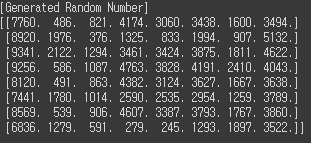 [Generated Random Number]
[[7760.  486.  821. 4174. 3060. 3438. 1600. 3494.]
 [8920. 1976.  376. 1325.  833. 1994.  907. 5132.]
 [9341. 2122. 1294. 3461. 3424. 3875. 1811. 4622.]
 [9256.  586. 1087. 4763. 3828. 4191. 2410. 4043.]
 [8120.  491.  863. 4382. 3124. 3627. 1667. 3638.]
 [7441. 1780. 1014. 2590. 2535. 2954. 1259. 3789.]
 [8569.  539.  906. 4607. 3387. 3793. 1767. 3860.]
 [6836. 1279.  591.  279.  245. 1293. 1897. 3522.]]